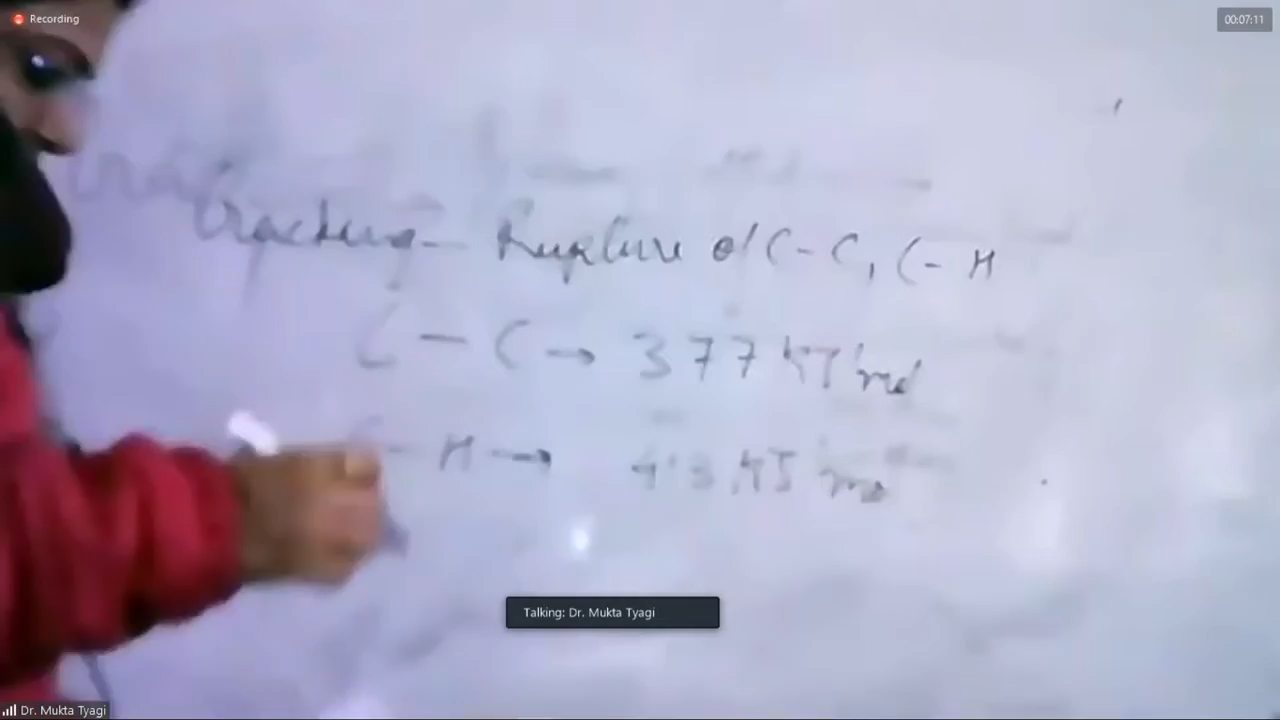 Recording
00:07:11
Cracking - Rupture of C-C, C-H
C - C → 377 KJ/mol
- H → 413 KJ mo
Talking: Dr. Mukta Tyagi
Dr. Mukta Tyagi